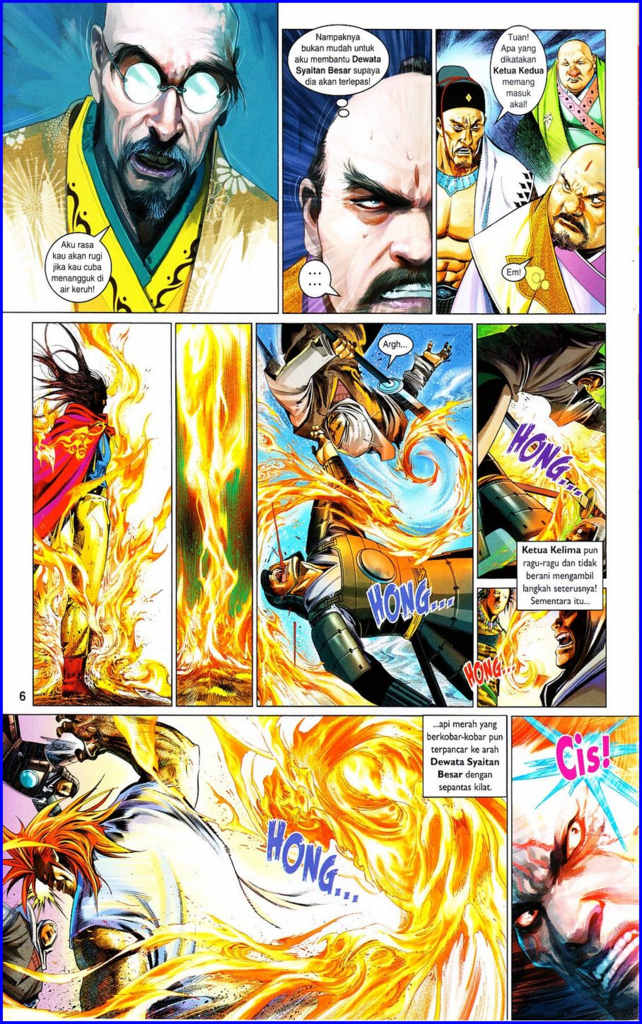 Aku rasa
kau akan rugi
jika kau cuba
menangguk di
air keruh!
Nampaknya
bukan mudah untuk
aku membantu Dewata
Syaitan Besar supaya
dia akan terlepas!
...
...
Tuan!
Apa yang
dikatakan
Ketua Kedua
memang
masuk
akal!
Em!
Argh...
HONG...
HONG...
Ketua Kelima pun
ragu-ragu dan tidak
berani mengambil
langkah seterusnya!
Sementara itu...
HONG...
6
...api merah yang
berkobar-kobar pun
terpancar ke arah
Dewata Syaitan
Besar dengan
sepantas kilat.
HONG...
Cis!